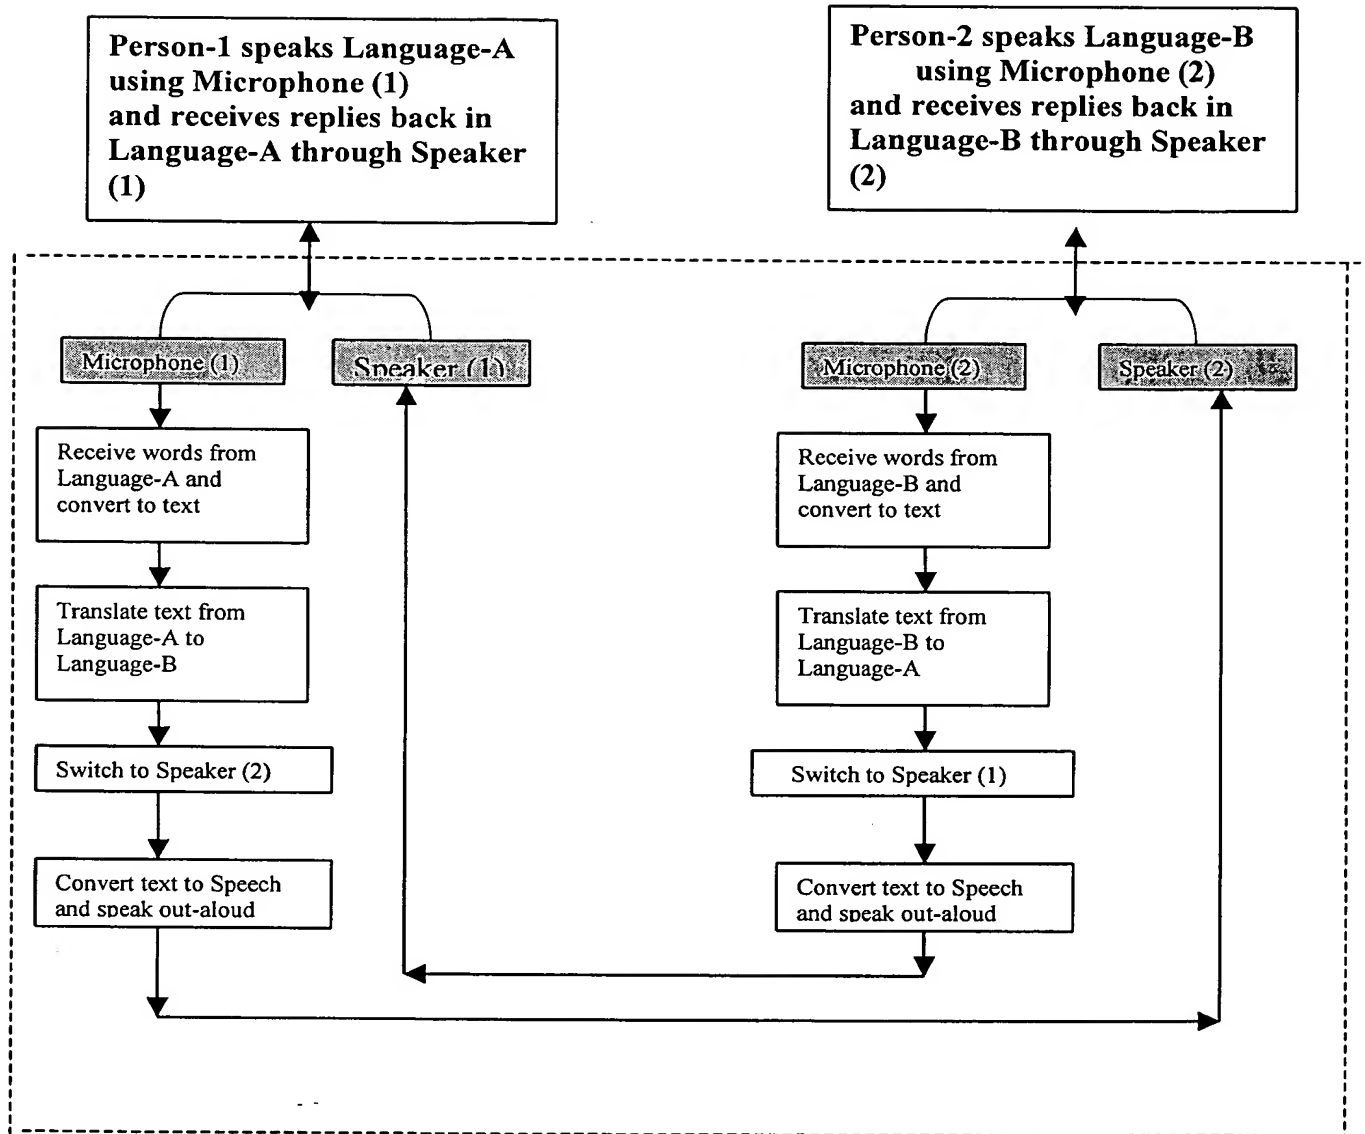 Person-1 speaks Language-A
using Microphone (1)
and receives replies back in
Language-A through Speaker
(1)
Person-2 speaks Language-B
using Microphone (2)
and receives replies back in
Language-B through Speaker
(2)
Microphone (1)
Speaker (1)
Microphone (2)
Speaker (2)
Receive words from
Language-A and
convert to text
Receive words from
Language-B and
convert to text
Translate text from
Language-A to
Language-B
Translate text from
Language-B to
Language-A
Switch to Speaker (2)
Switch to Speaker (1)
Convert text to Speech
and speak out-aloud
Convert text to Speech
and speak out-aloud